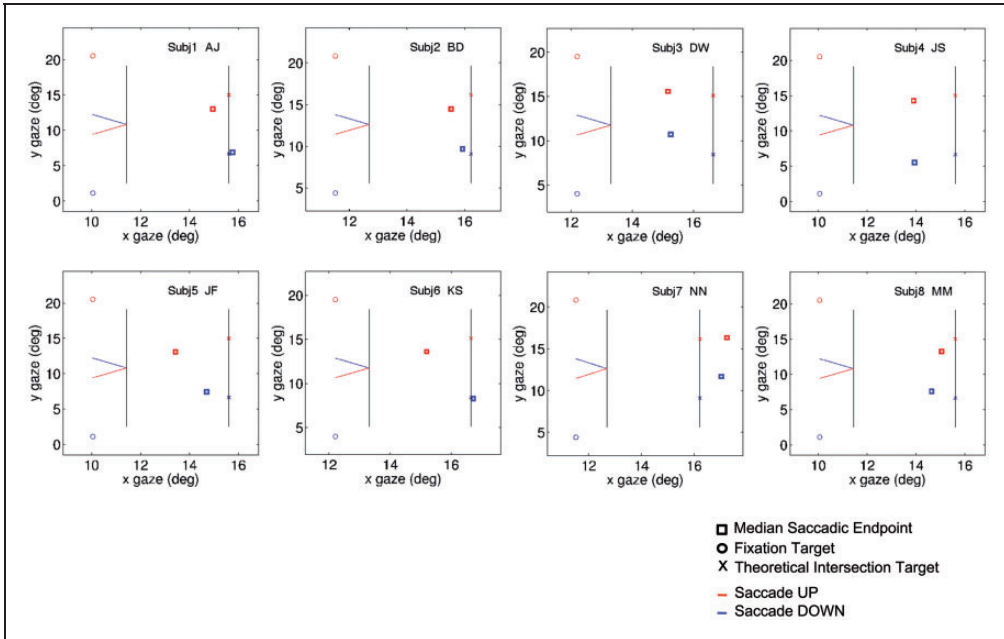 Subj1 AJ
y gaze (deg)
20
15
10
5
0
10 12 14 16
x gaze (deg)
Subj2 BD
y gaze (deg)
20
15
10
5
12 14 16
x gaze (deg)
Subj3 DW
y gaze (deg)
20
15
10
5
12 14 16
x gaze (deg)
Subj4 JS
y gaze (deg)
20
15
10
5
0
10 12 14 16
x gaze (deg)
Subj5 JF
y gaze (deg)
20
15
10
5
0
10 12 14 16
x gaze (deg)
Subj6 KS
y gaze (deg)
20
15
10
5
12 14 16
x gaze (deg)
Subj7 NN
y gaze (deg)
20
15
10
5
12 14 16
x gaze (deg)
Subj8 MM
y gaze (deg)
20
15
10
5
0
10 12 14 16
x gaze (deg)
Median Saccadic Endpoint
Fixation Target
Theoretical Intersection Target
Saccade UP
Saccade DOWN